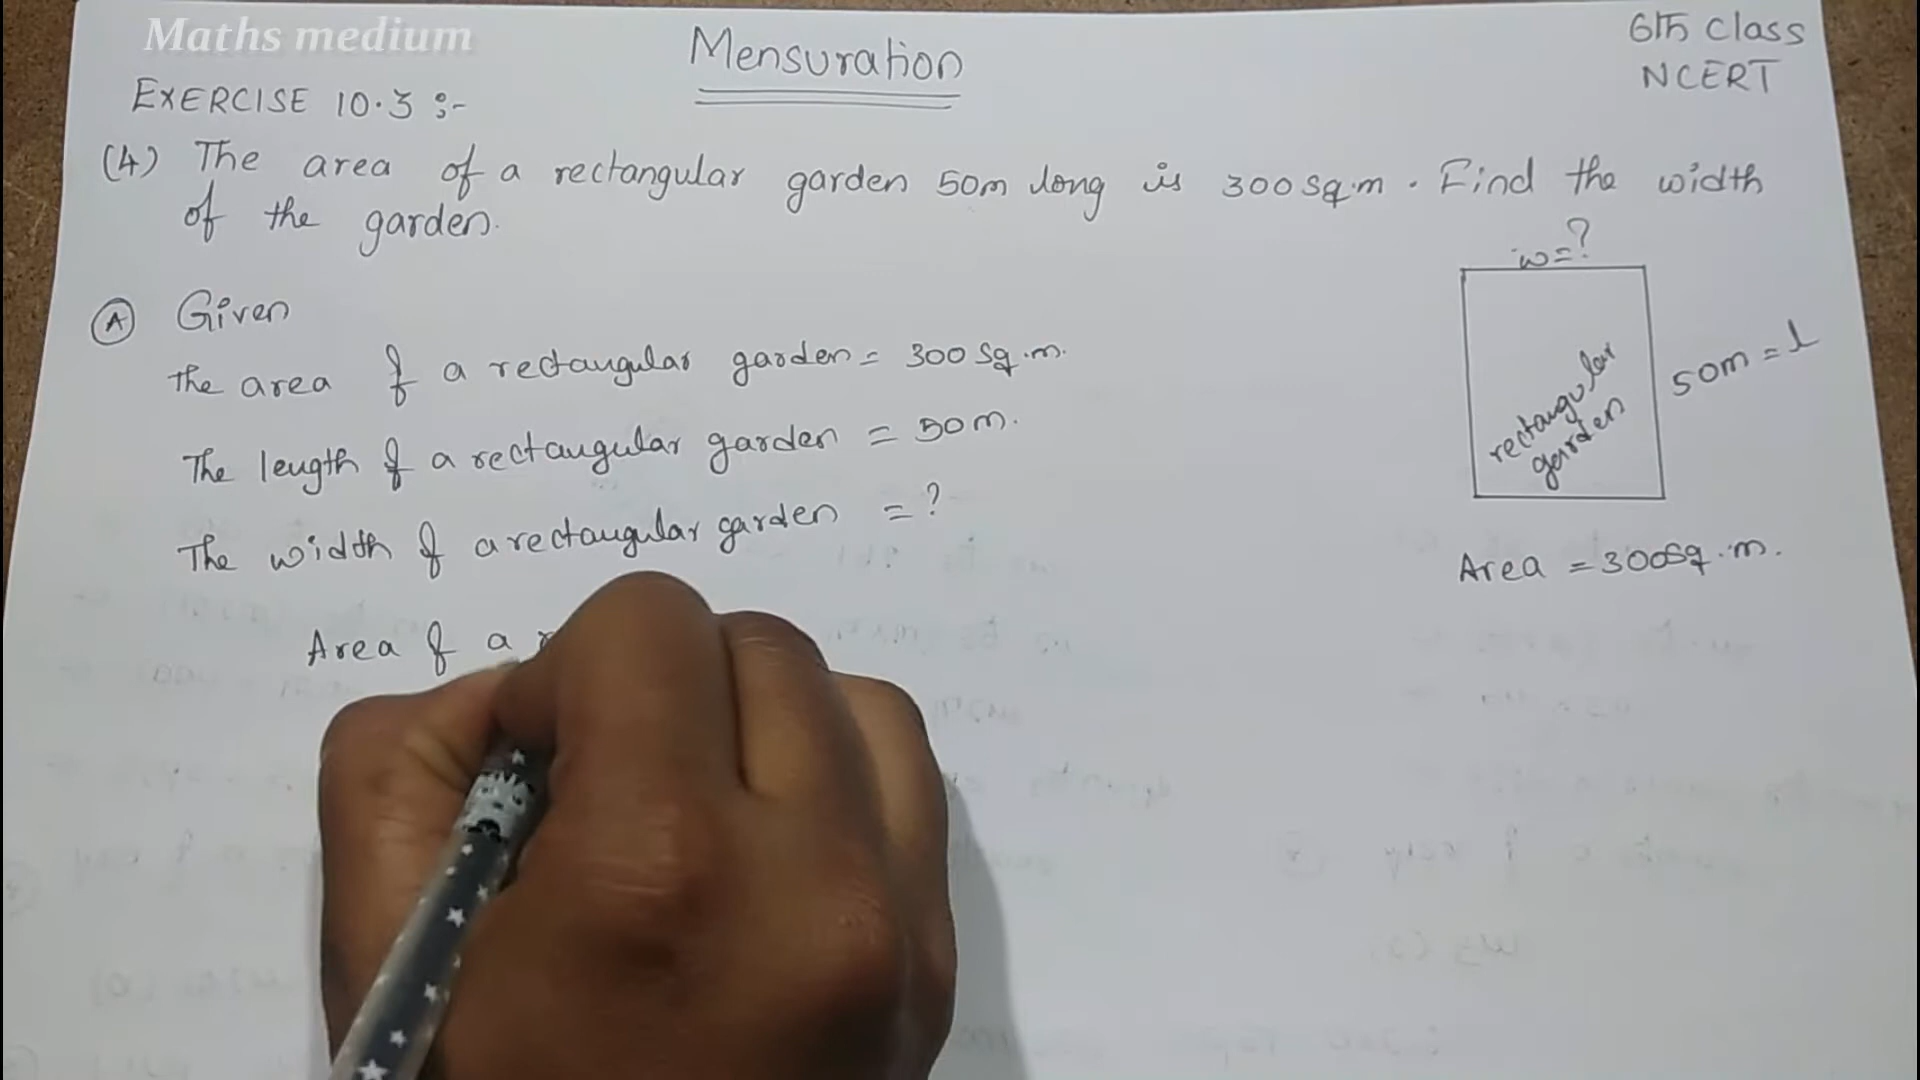 Maths medium
Mensuration
6th Class
NCERT
EXERCISE 10.3 :-
(4) The area of a rectangular garden 50m long is 300 sq.m. Find the width
of the garden.
w=?
50m = l
rectangular
garden
Area = 300sq.m.
A Given
The area of a rectangular garden = 300 sq.m.
The length of a rectangular garden = 50m.
The width of a rectangular garden = ?
Area of a